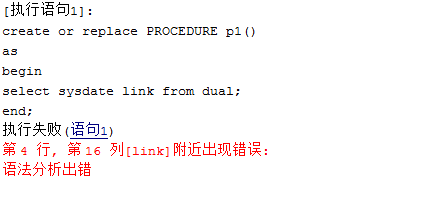 [执行语句1]:
create or replace PROCEDURE p1()
as
begin
select sysdate link from dual;
end;
执行失败(语句1)
第 4 行, 第 16 列[link]附近出现错误:
语法分析出错